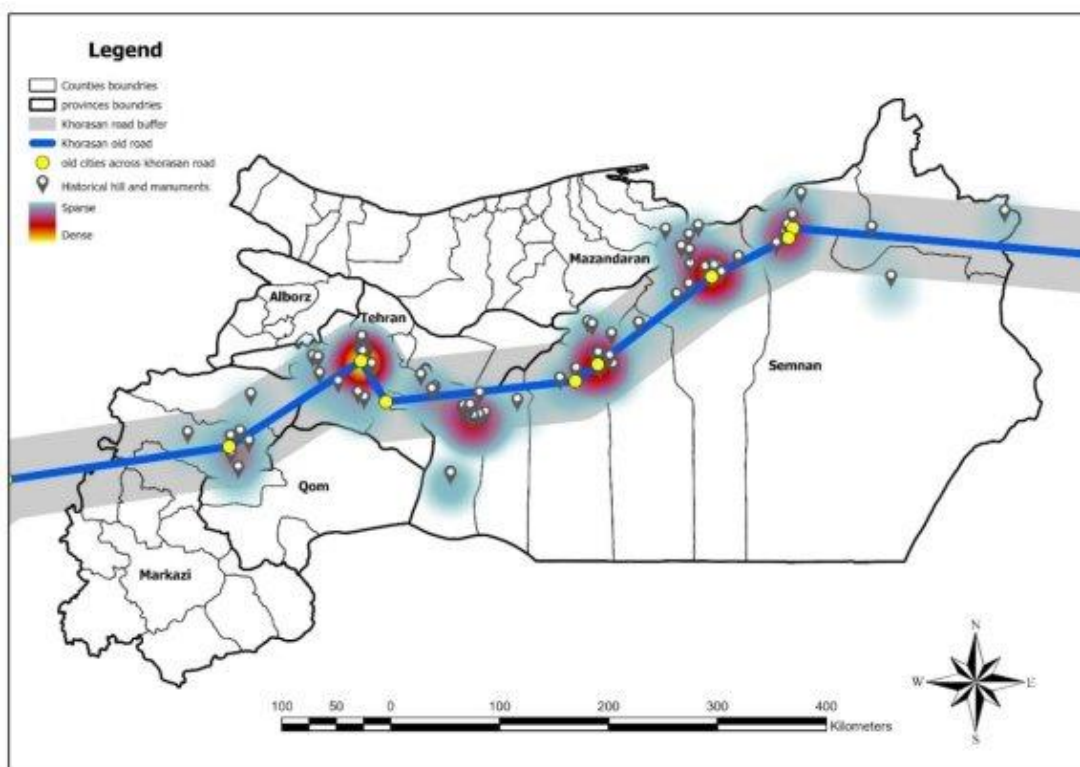 Legend
Counties boundries
provinces boundries
Khorasan road buffer
Khorasan old road
old cities across khorasan road
Historical hill and manuments
Sparse
Dense
Mazandaran
Alborz
Tehran
Semnan
Qom
Markazi
N
W E
S
100 50 0 100 200 300 400
Kilometers